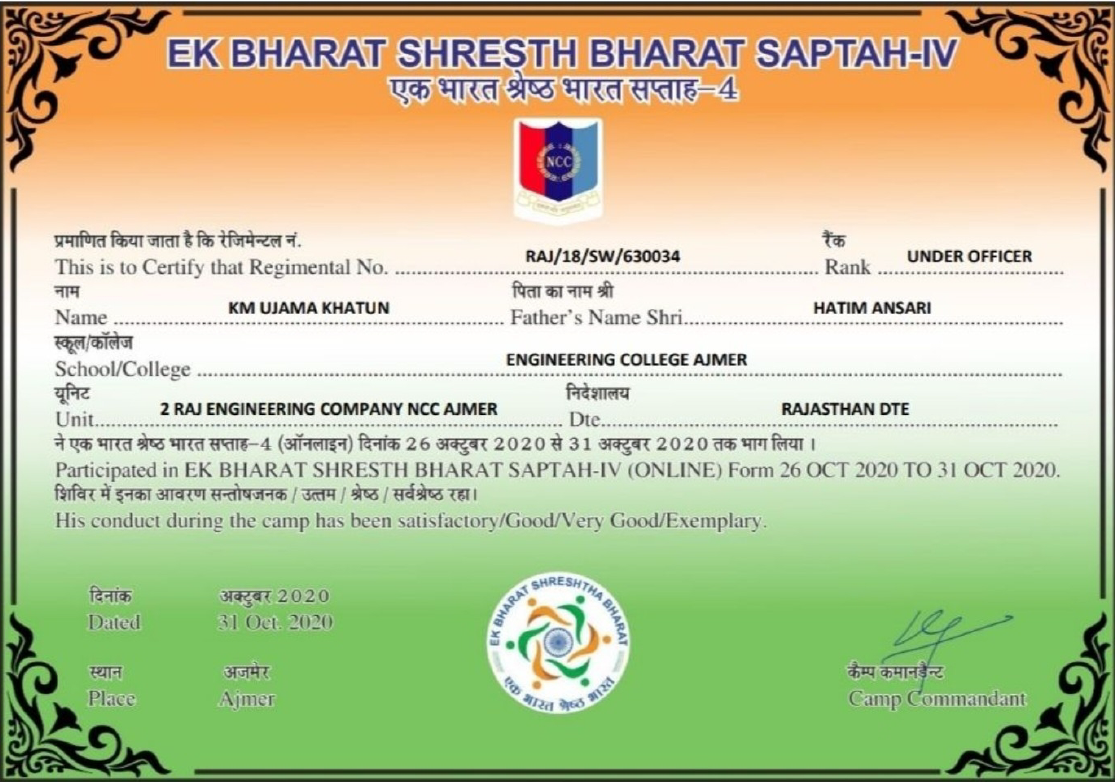 EK BHARAT SHRESTH BHARAT SAPTAH-IV
एक भारत श्रेष्ठ भारत सप्ताह-4
NCC
प्रमाणित किया जाता है कि रेजिमेन्टल नं. रैंक
This is to Certify that Regimental No. RAJ/18/SW/630034 Rank UNDER OFFICER
नाम पिता का नाम श्री
Name KM UJAMA KHATUN Father's Name Shri HATIM ANSARI
स्कूल/कॉलेज
School/College ENGINEERING COLLEGE AJMER
यूनिट निदेशालय
Unit 2 RAJ ENGINEERING COMPANY NCC AJMER Dte RAJASTHAN DTE
ने एक भारत श्रेष्ठ भारत सप्ताह-4 (ऑनलाइन) दिनांक 26 अक्टुबर 2020 से 31 अक्टुबर 2020 तक भाग लिया ।
Participated in EK BHARAT SHRESTH BHARAT SAPTAH-IV (ONLINE) Form 26 OCT 2020 TO 31 OCT 2020.
शिविर में इनका आवरण सन्तोषजनक / उत्तम / श्रेष्ठ / सर्वश्रेष्ठ रहा।
His conduct during the camp has been satisfactory/Good/Very Good/Exemplary.
दिनांक अक्टुबर 2020
Dated 31 Oct. 2020
स्थान अजमेर
Place Ajmer
EK BHARAT SHRESHTHA BHARAT
एक भारत श्रेष्ठ भारत
कैम्प कमानडैन्ट
Camp Commandant